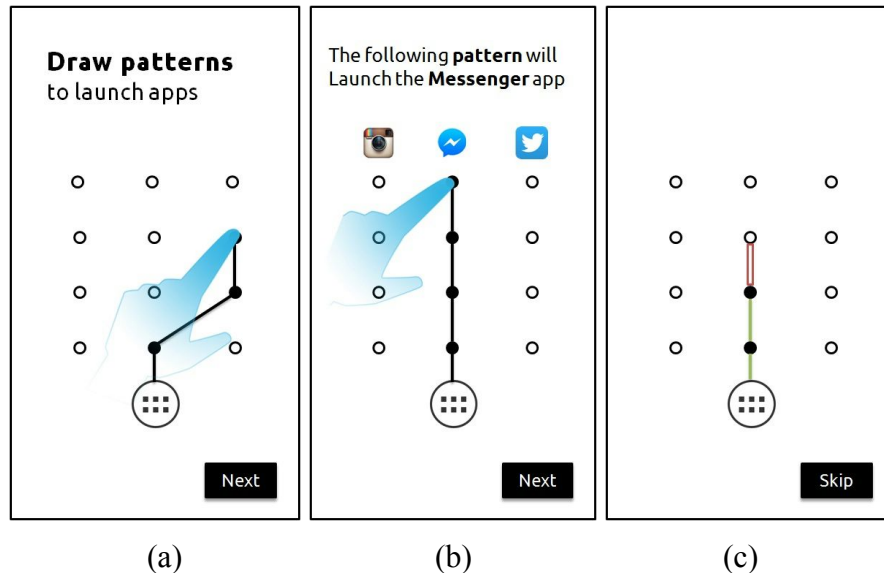 Draw patterns
to launch apps
Next
The following pattern will
Launch the Messenger app
Next
Skip
(a)
(b)
(c)